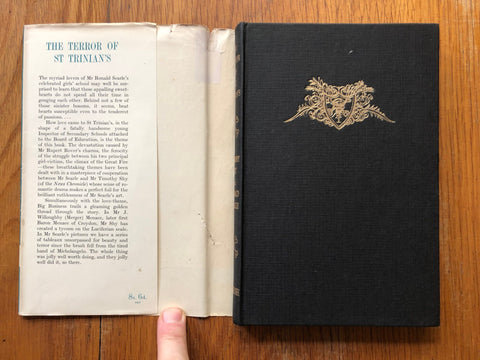 THE TERROR OF
ST TRINIAN'S
The myriad lovers of Mr Ronald Searle's
celebrated girls' school may well be sur-
prised to learn that these appalling sweet-
hearts do not spend all their time in
gouging each other. Behind not a few of
those sinister bosoms, it seems, beat
hearts susceptible even to the tenderest
of passions. . . .
How love came to St Trinian's, in the
shape of a fatally handsome young
Inspector of Secondary Schools attached
to the Board of Education, is the theme
of this book. The devastation caused by
Mr Rupert Rover's charms, the ferocity
of the struggle between his two principal
girl-victims, the climax of the Great Fire
—these breathtaking themes have been
dealt with in a masterpiece of cooperation
between Mr Searle and Mr Timothy Shy
(of the News Chronicle) whose sense of ro-
mantic drama makes a perfect foil for the
brilliant ruthlessness of Mr Searle's art.
Simultaneously with the love-theme,
Big Business trails a gleaming golden
thread through the story. In Mr J.
Willoughby (Merger) Menace, later first
Baron Menace of Croydon, Mr Shy has
created a tycoon on the Luciferian scale.
In Mr Searle's pictures we have a series
of tableaux unsurpassed for beauty and
terror since the brush fell from the tired
hand of Michelangelo. The whole thing
was jolly well worth doing, and they jolly
well did it, so there.
8s. 6d.